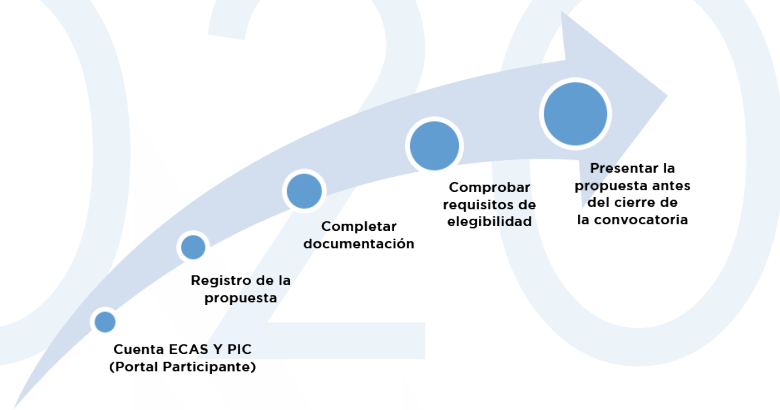 Presentar la
propuesta antes
del cierre de
la convocatoria
Comprobar
requisitos de
elegibilidad
Completar
documentación
Registro de la
propuesta
Cuenta ECAS Y PIC
(Portal Participante)
020